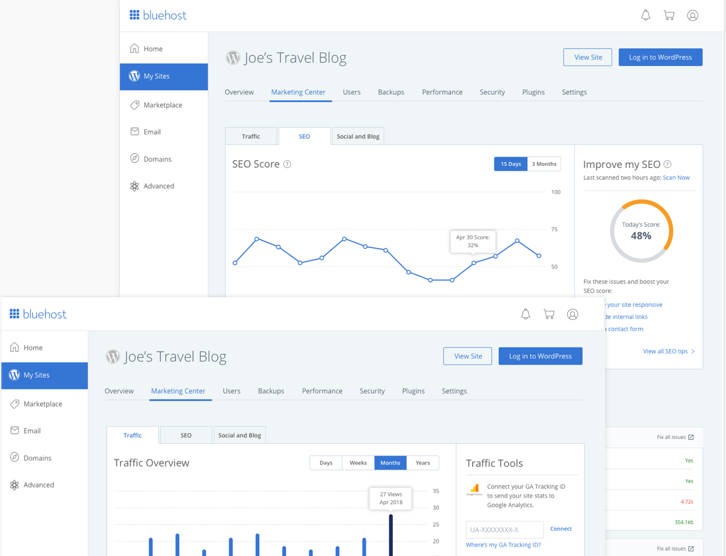 bluehost
Home
My Sites
Marketplace
Email
Domains
Advanced
Joe's Travel Blog
View Site
Log in to WordPress
Overview
Marketing Center
Users
Backups
Performance
Security
Plugins
Settings
Traffic
SEO
Social and Blog
SEO Score
?
15 Days
3 Months
100
75
50
Apr 30 Score:
32%
Improve my SEO
?
Last scanned two hours ago: Scan Now
Today's Score:
48%
Fix these issues and boost your
SEO score:
your site responsive
internal links
contact form
View all SEO tips
Fix all issues
Yes
Yes
4.72s
354.1kb
Fix all issues
bluehost
Home
My Sites
Marketplace
Email
Domains
Advanced
Joe's Travel Blog
View Site
Log in to WordPress
Overview
Marketing Center
Users
Backups
Performance
Security
Plugins
Settings
Traffic
SEO
Social and Blog
Traffic Overview
Days
Weeks
Months
Years
27 Views
Apr 2018
35
30
25
20
Traffic Tools
Connect your GA Tracking ID
to send your site stats to
Google Analytics.
UA-XXXXXXXX-X
Connect
Where's my GA Tracking ID?